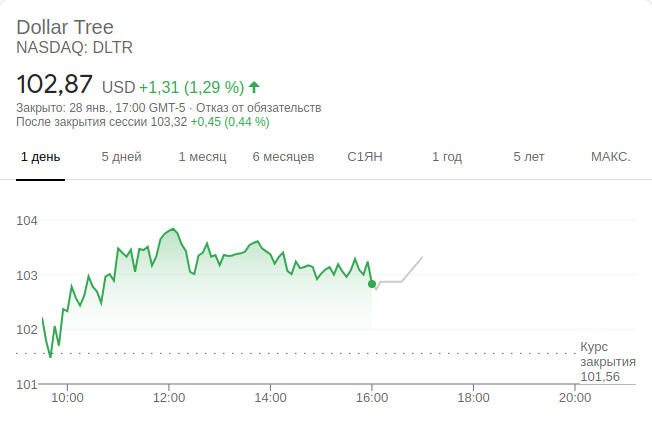 Dollar Tree
NASDAQ: DLTR
102,87 USD +1,31 (1,29 %)
Закрыто: 28 янв., 17:00 GMT-5 · Отказ от обязательств
После закрытия сессии 103,32 +0,45 (0,44 %)
1 день 5 дней 1 месяц 6 месяцев С1ЯН 1 год 5 лет МАКС.
104
103
102
Курс
закрытия
101,56
101
10:00 12:00 14:00 16:00 18:00 20:00